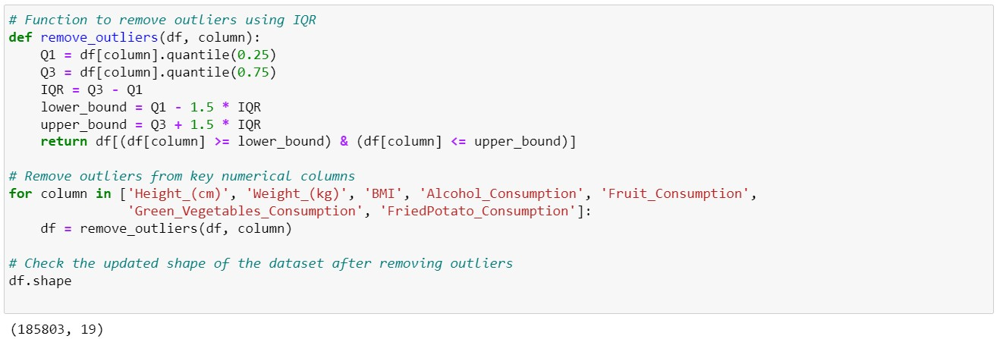 # Function to remove outliers using IQR
def remove_outliers(df, column):
    Q1 = df[column].quantile(0.25)
    Q3 = df[column].quantile(0.75)
    IQR = Q3 - Q1
    lower_bound = Q1 - 1.5 * IQR
    upper_bound = Q3 + 1.5 * IQR
    return df[(df[column] >= lower_bound) & (df[column] <= upper_bound)]

# Remove outliers from key numerical columns
for column in ['Height_(cm)', 'Weight_(kg)', 'BMI', 'Alcohol_Consumption', 'Fruit_Consumption',
               'Green_Vegetables_Consumption', 'FriedPotato_Consumption']:
    df = remove_outliers(df, column)

# Check the updated shape of the dataset after removing outliers
df.shape

(185803, 19)